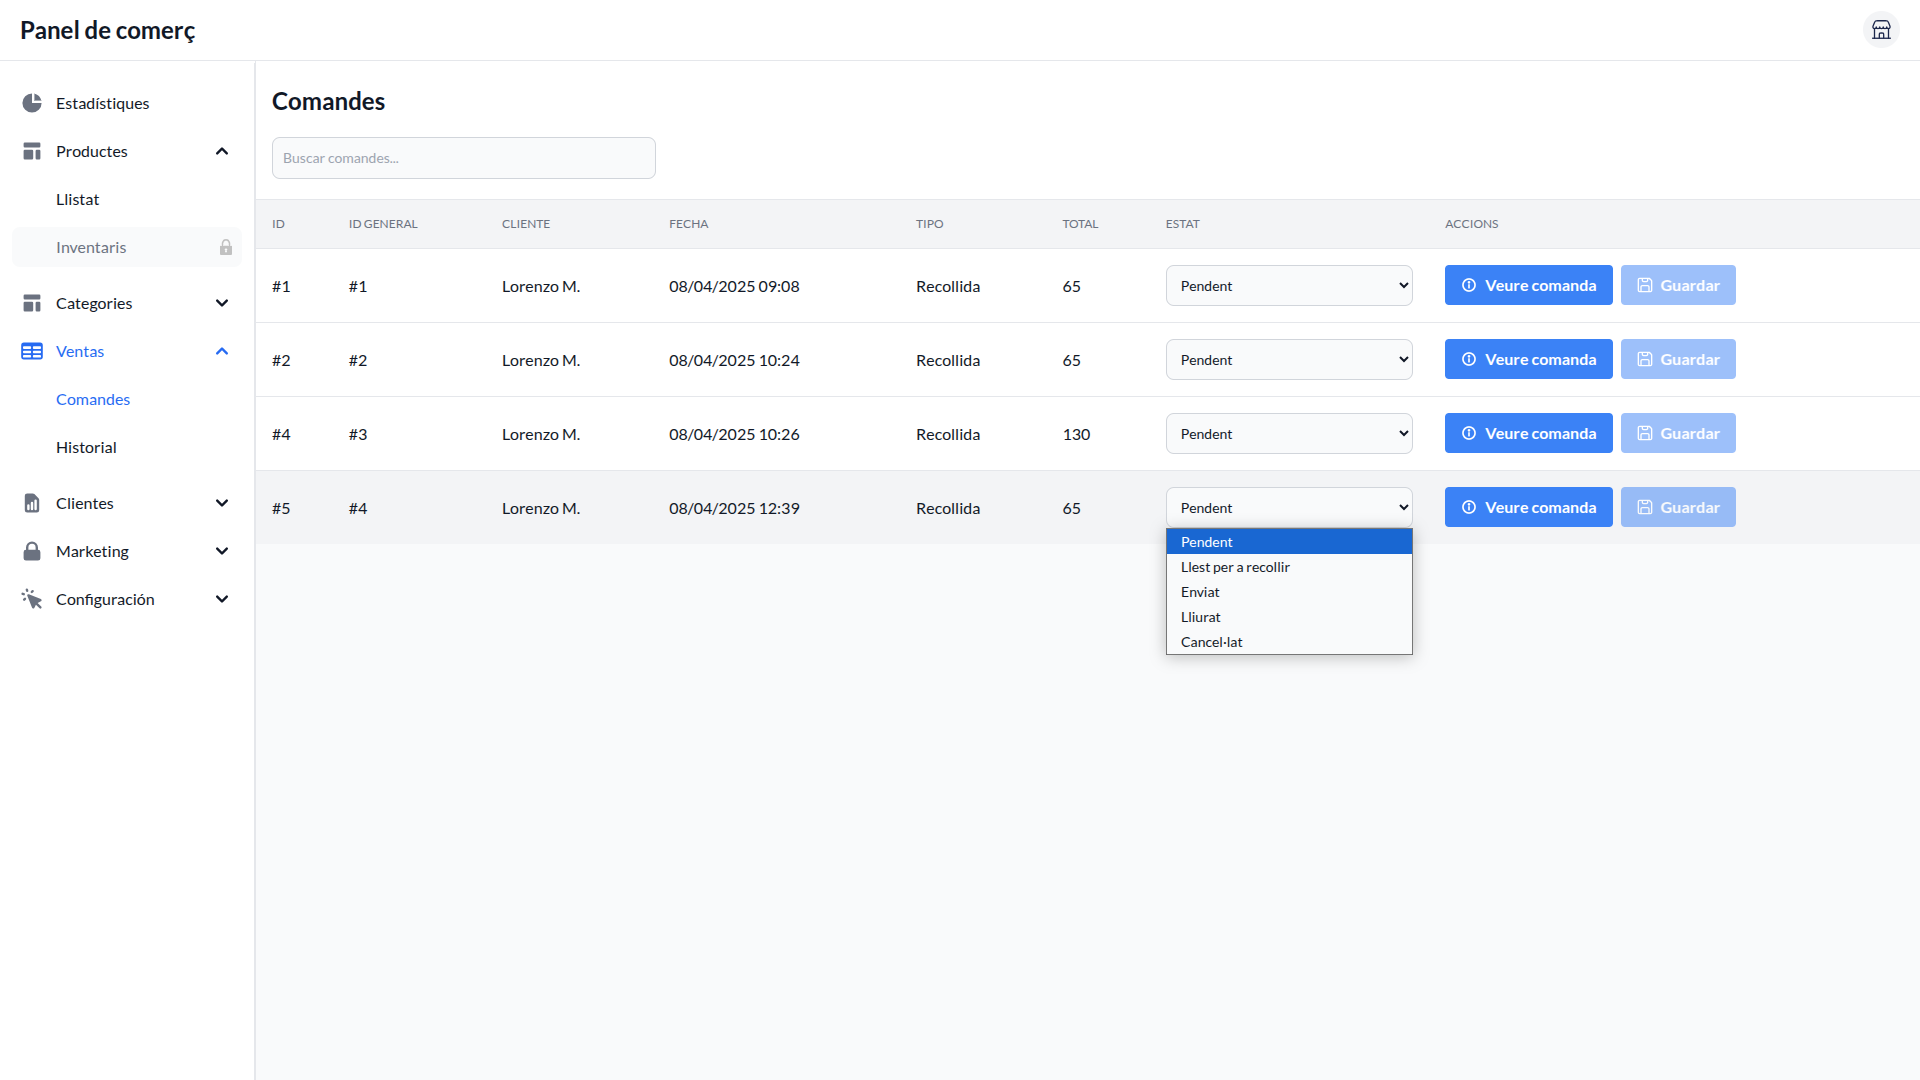 Panel de comerç
Estadístiques
Productes
Llistat
Inventaris
Categories
Ventas
Comandes
Historial
Clientes
Marketing
Configuración
Comandes
Buscar comandes...
ID ID GENERAL CLIENTE FECHA TIPO TOTAL ESTAT ACCIONS
#1 #1 Lorenzo M. 08/04/2025 09:08 Recollida 65 Pendent Veure comanda Guardar
#2 #2 Lorenzo M. 08/04/2025 10:24 Recollida 65 Pendent Veure comanda Guardar
#4 #3 Lorenzo M. 08/04/2025 10:26 Recollida 130 Pendent Veure comanda Guardar
#5 #4 Lorenzo M. 08/04/2025 12:39 Recollida 65 Pendent Veure comanda Guardar
Pendent
Llest per a recollir
Enviat
Lliurat
Cancel·lat